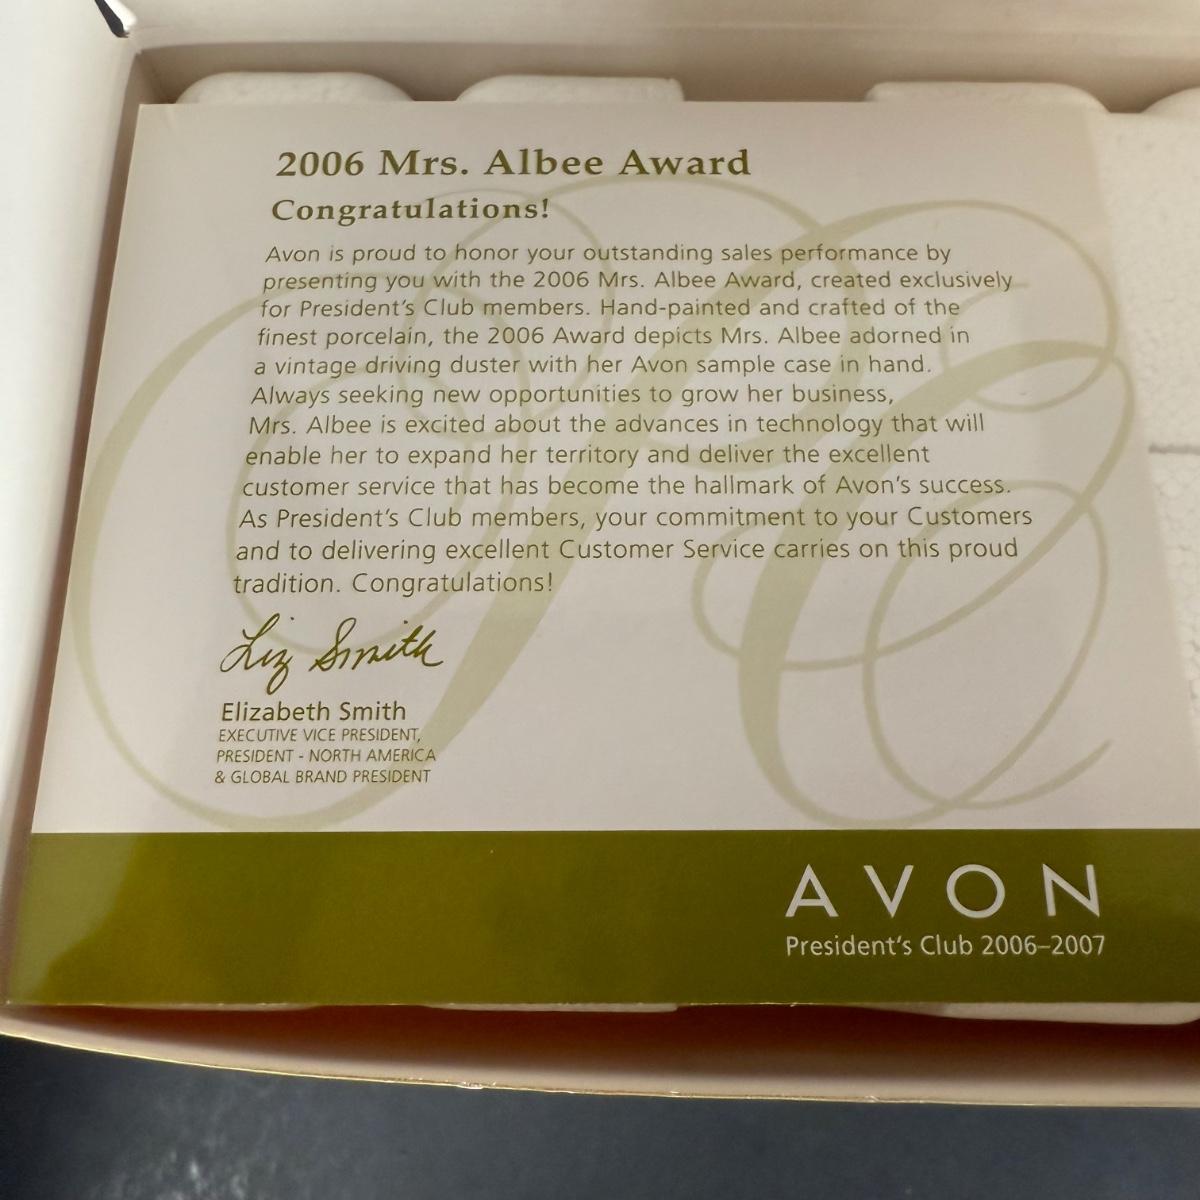 2006 Mrs. Albee Award
Congratulations!
Avon is proud to honor your outstanding sales performance by
presenting you with the 2006 Mrs. Albee Award, created exclusively
for President's Club members. Hand-painted and crafted of the
finest porcelain, the 2006 Award depicts Mrs. Albee adorned in
a vintage driving duster with her Avon sample case in hand.
Always seeking new opportunities to grow her business,
Mrs. Albee is excited about the advances in technology that will
enable her to expand her territory and deliver the excellent
customer service that has become the hallmark of Avon's success.
As President's Club members, your commitment to your Customers
and to delivering excellent Customer Service carries on this proud
tradition. Congratulations!
Liz Smith
Elizabeth Smith
EXECUTIVE VICE PRESIDENT,
PRESIDENT - NORTH AMERICA
& GLOBAL BRAND PRESIDENT
AVON
President's Club 2006–2007